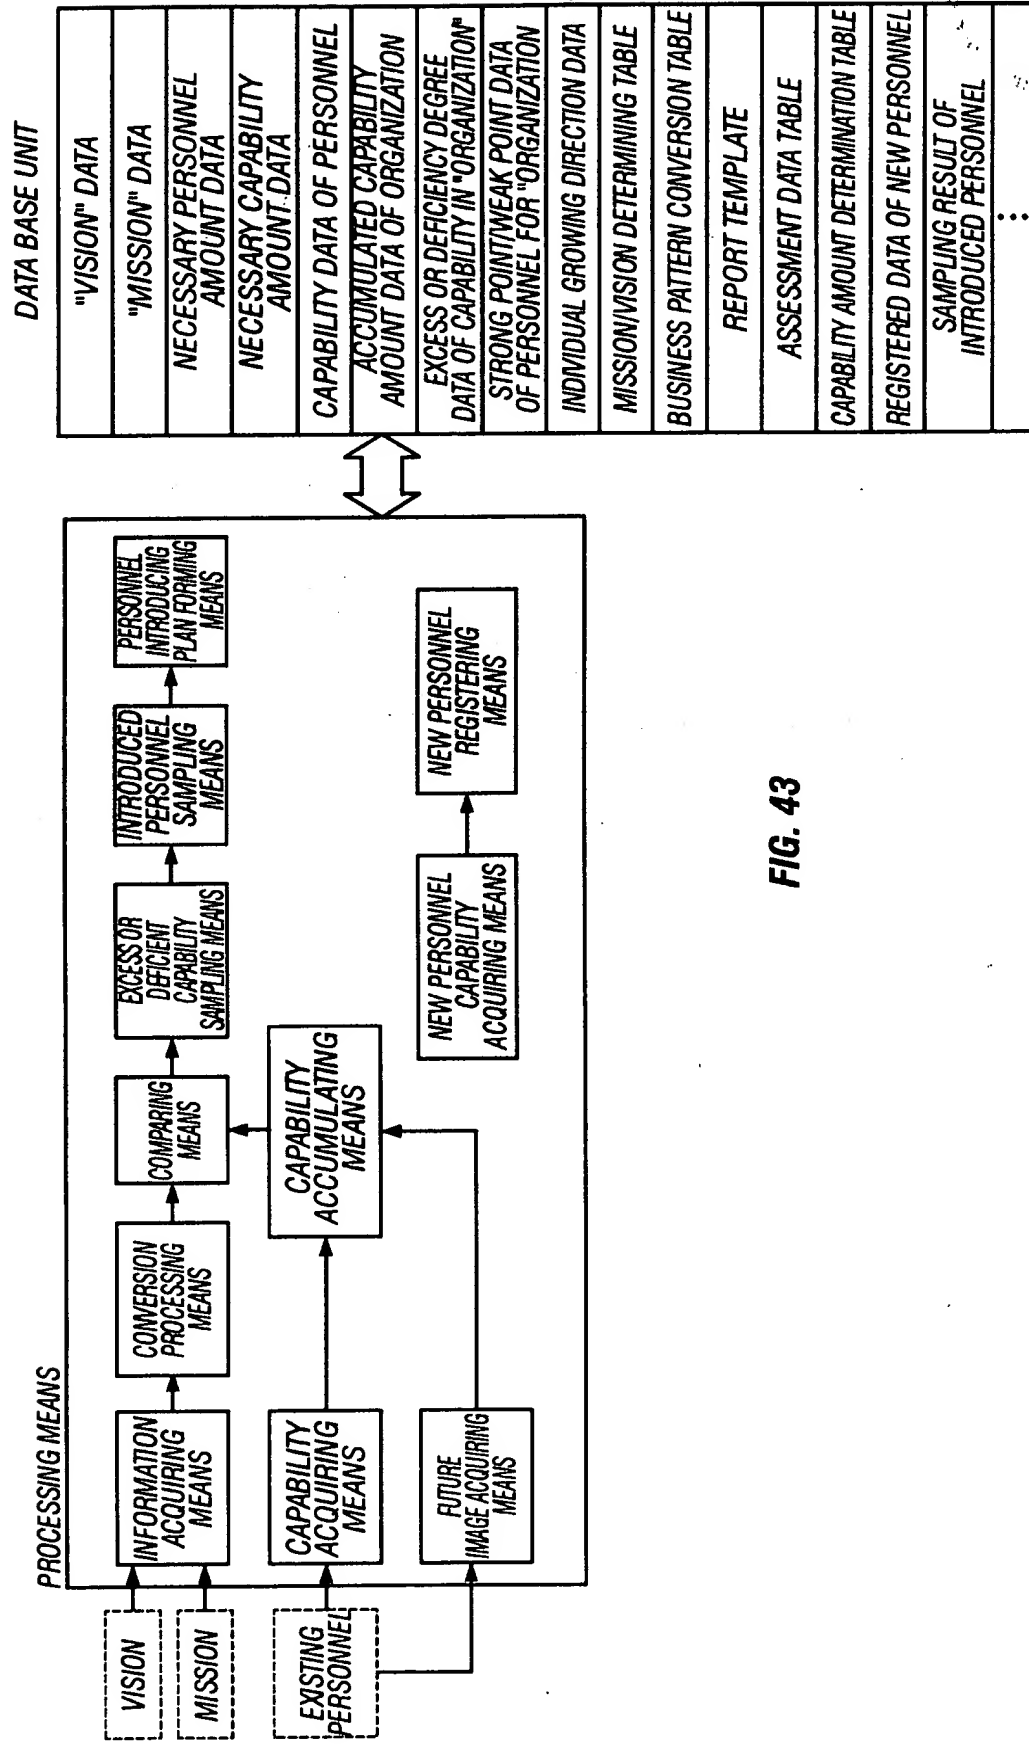 PROCESSING MEANS
VISION
MISSION
EXISTING
PERSONNEL
INFORMATION
ACQUIRING
MEANS
CONVERSION
PROCESSING
MEANS
COMPARING
MEANS
EXCESS OR
DEFICIENT
CAPABILITY
SAMPLING MEANS
INTRODUCED
PERSONNEL
SAMPLING
MEANS
PERSONNEL
INTRODUCING
PLAN FORMING
MEANS
CAPABILITY
ACQUIRING
MEANS
CAPABILITY
ACCUMULATING
MEANS
FUTURE
IMAGE ACQUIRING
MEANS
NEW PERSONNEL
CAPABILITY
ACQUIRING MEANS
NEW PERSONNEL
REGISTERING
MEANS
DATA BASE UNIT
"VISION" DATA
"MISSION" DATA
NECESSARY PERSONNEL
AMOUNT DATA
NECESSARY CAPABILITY
AMOUNT DATA
CAPABILITY DATA OF PERSONNEL
ACCUMULATED CAPABILITY
AMOUNT DATA OF ORGANIZATION
EXCESS OR DEFICIENCY DEGREE
DATA OF CAPABILITY IN "ORGANIZATION"
STRONG POINT/WEAK POINT DATA
OF PERSONNEL FOR "ORGANIZATION
INDIVIDUAL GROWING DIRECTION DATA
MISSION/VISION DETERMINING TABLE
BUSINESS PATTERN CONVERSION TABLE
REPORT TEMPLATE
ASSESSMENT DATA TABLE
CAPABILITY AMOUNT DETERMINATION TABLE
REGISTERED DATA OF NEW PERSONNEL
SAMPLING RESULT OF
INTRODUCED PERSONNEL
⋮
FIG. 43